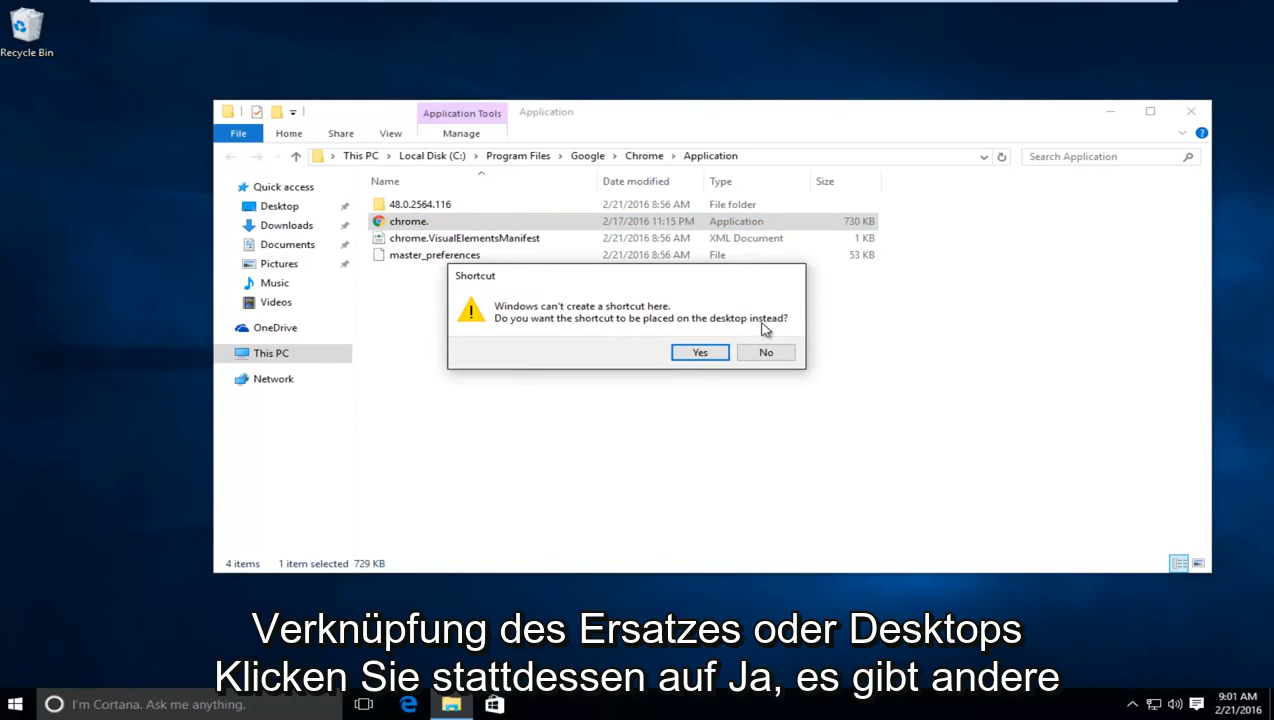 Recycle Bin
Application Tools
Application
File
Home
Share
View
Manage
This PC
Local Disk (C:)
Program Files
Google
Chrome
Application
Search Application
Name
Date modified
Type
Size
Quick access
Desktop
Downloads
Documents
Pictures
Music
Videos
OneDrive
This PC
Network
48.0.2564.116 2/21/2016 8:56 AM File folder
chrome. 2/17/2016 11:15 PM Application 730 KB
chrome.VisualElementsManifest 2/21/2016 8:56 AM XML Document 1 KB
master_preferences 2/21/2016 8:56 AM File 53 KB
Shortcut
Windows can't create a shortcut here.
Do you want the shortcut to be placed on the desktop instead?
Yes
No
4 items 1 item selected 729 KB
Verknüpfung des Ersatzes oder Desktops
Klicken Sie stattdessen auf Ja, es gibt andere
I'm Cortana. Ask me anything.
9:01 AM
2/21/2016